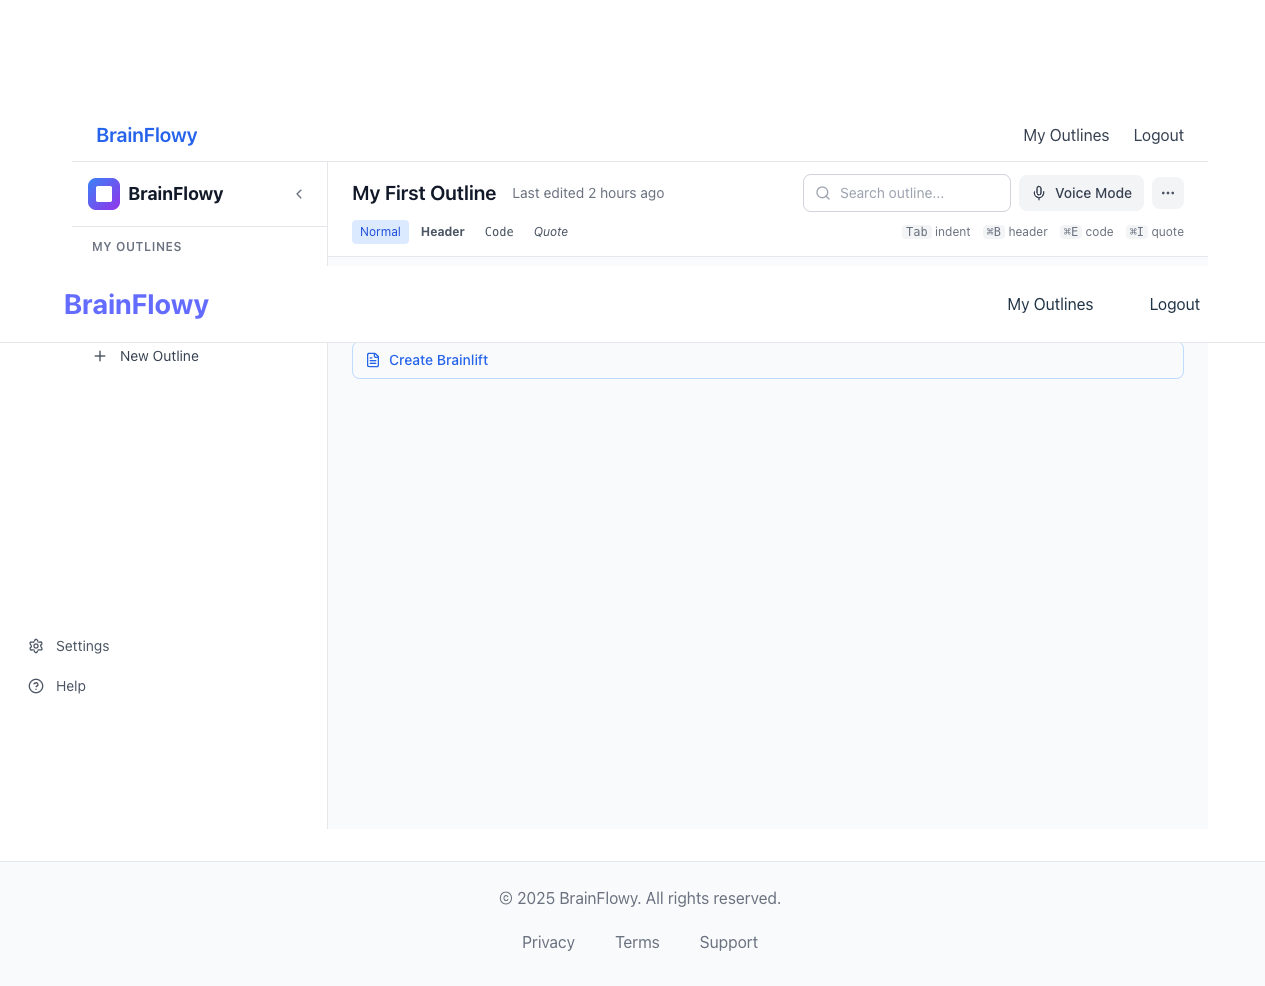 BrainFlowy My Outlines Logout
BrainFlowy
My First Outline Last edited 2 hours ago Search outline... Voice Mode
Normal Header Code Quote Tab indent ⌘B header ⌘E code ⌘I quote
MY OUTLINES
BrainFlowy My Outlines Logout
New Outline
Create Brainlift
Settings
Help
© 2025 BrainFlowy. All rights reserved.
Privacy Terms Support